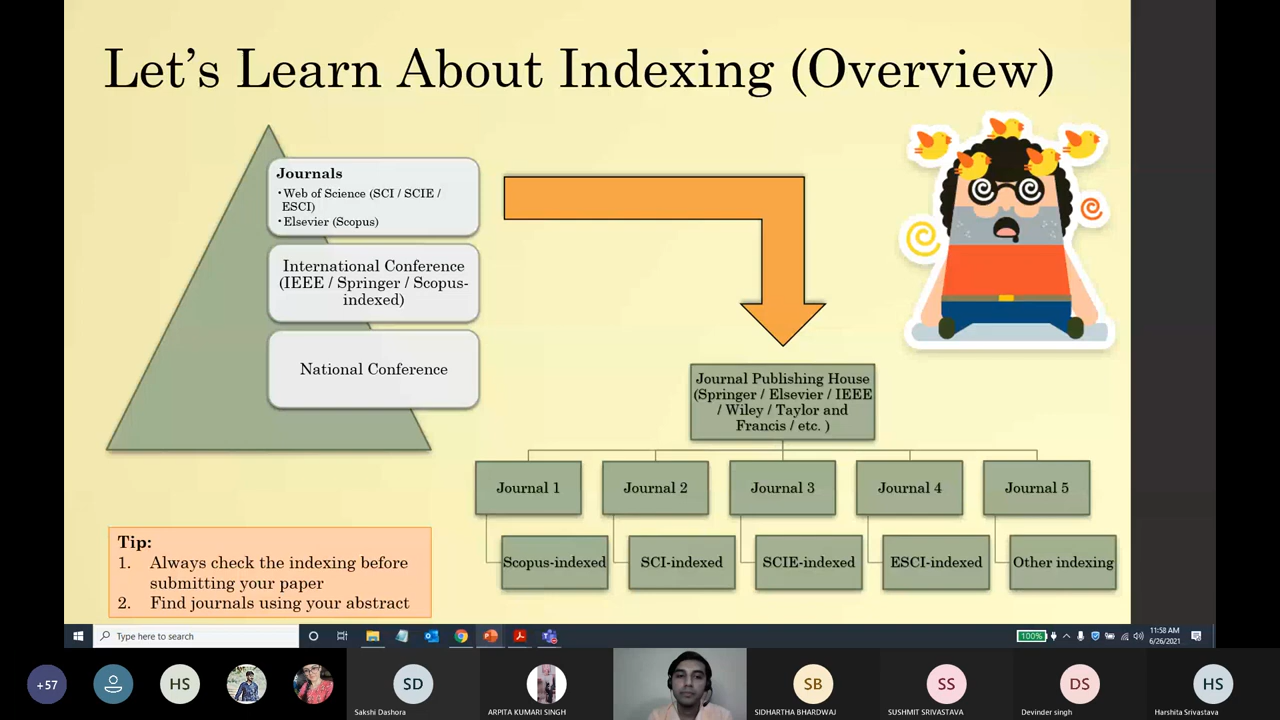 Let's Learn About Indexing (Overview)
Journals
•Web of Science (SCI / SCIE /
ESCI)
•Elsevier (Scopus)
International Conference
(IEEE / Springer / Scopus-
indexed)
National Conference
Journal Publishing House
(Springer / Elsevier / IEEE
/ Wiley / Taylor and
Francis / etc. )
Journal 1
Journal 2
Journal 3
Journal 4
Journal 5
Scopus-indexed
SCI-indexed
SCIE-indexed
ESCI-indexed
Other indexing
Tip:
1. Always check the indexing before
submitting your paper
2. Find journals using your abstract
Type here to search
100%
11:58 AM
6/26/2021
+57
HS
SD
SB
SS
DS
HS
Sakshi Dashora
ARPITA KUMARI SINGH
SIDHARTHA BHARDWAJ
SUSHMIT SRIVASTAVA
Devinder singh
Harshita Srivastava